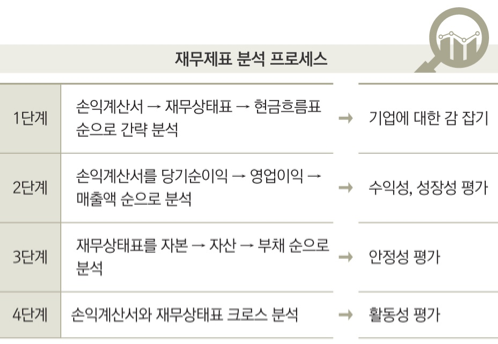 재무제표 분석 프로세스
1단계
손익계산서 → 재무상태표 → 현금흐름표
순으로 간략 분석
→ 기업에 대한 감 잡기
2단계
손익계산서를 당기순이익 → 영업이익 →
매출액 순으로 분석
→ 수익성, 성장성 평가
3단계
재무상태표를 자본 → 자산 → 부채 순으로
분석
→ 안정성 평가
4단계
손익계산서와 재무상태표 크로스 분석
→ 활동성 평가